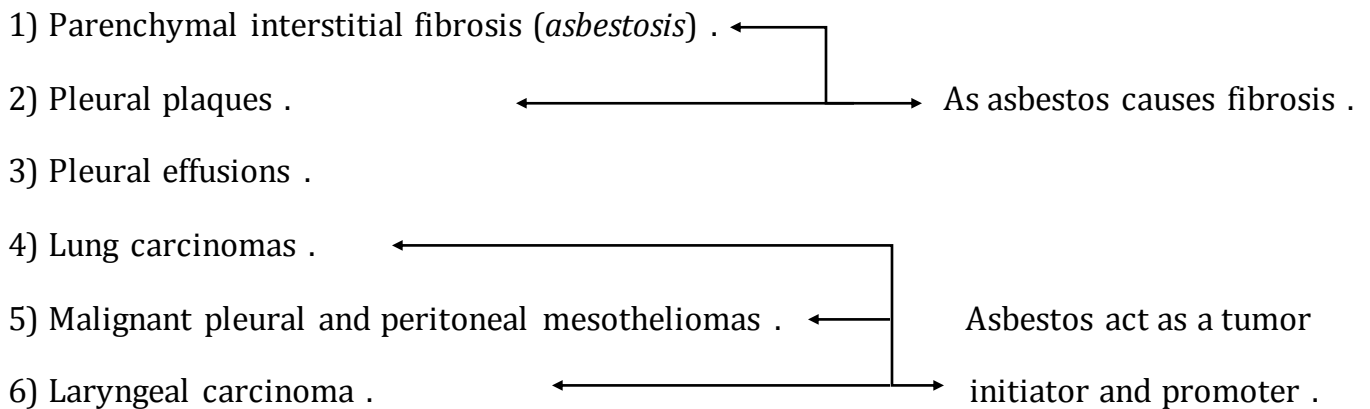 1) Parenchymal interstitial fibrosis (asbestosis) .
2) Pleural plaques . As asbestos causes fibrosis .
3) Pleural effusions .
4) Lung carcinomas .
5) Malignant pleural and peritoneal mesotheliomas . Asbestos act as a tumor
6) Laryngeal carcinoma . initiator and promoter .